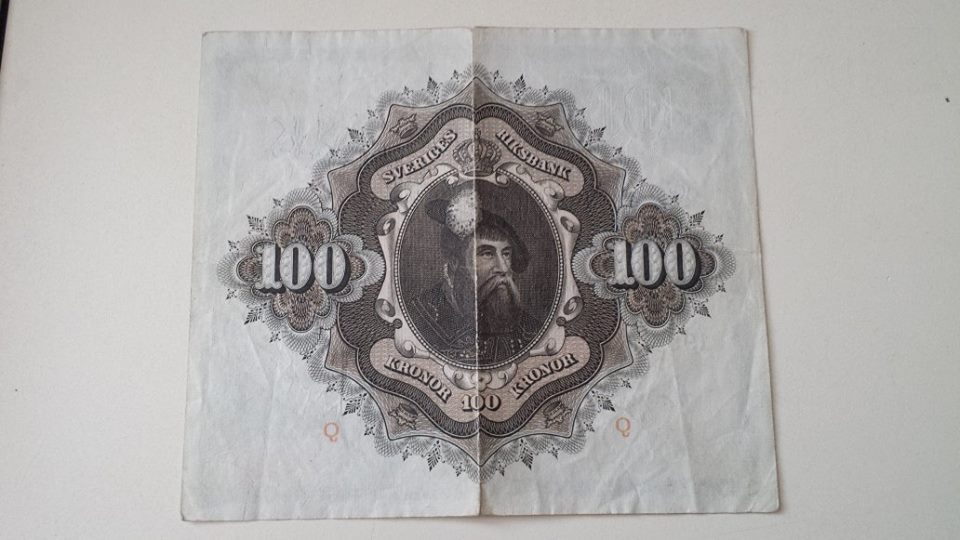 SVERIGES RIKSBANK
100 100
KRONOR 100 KRONOR
Q Q